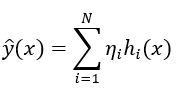 ŷ(x) = ∑_{i=1}^{N} η_i h_i(x)